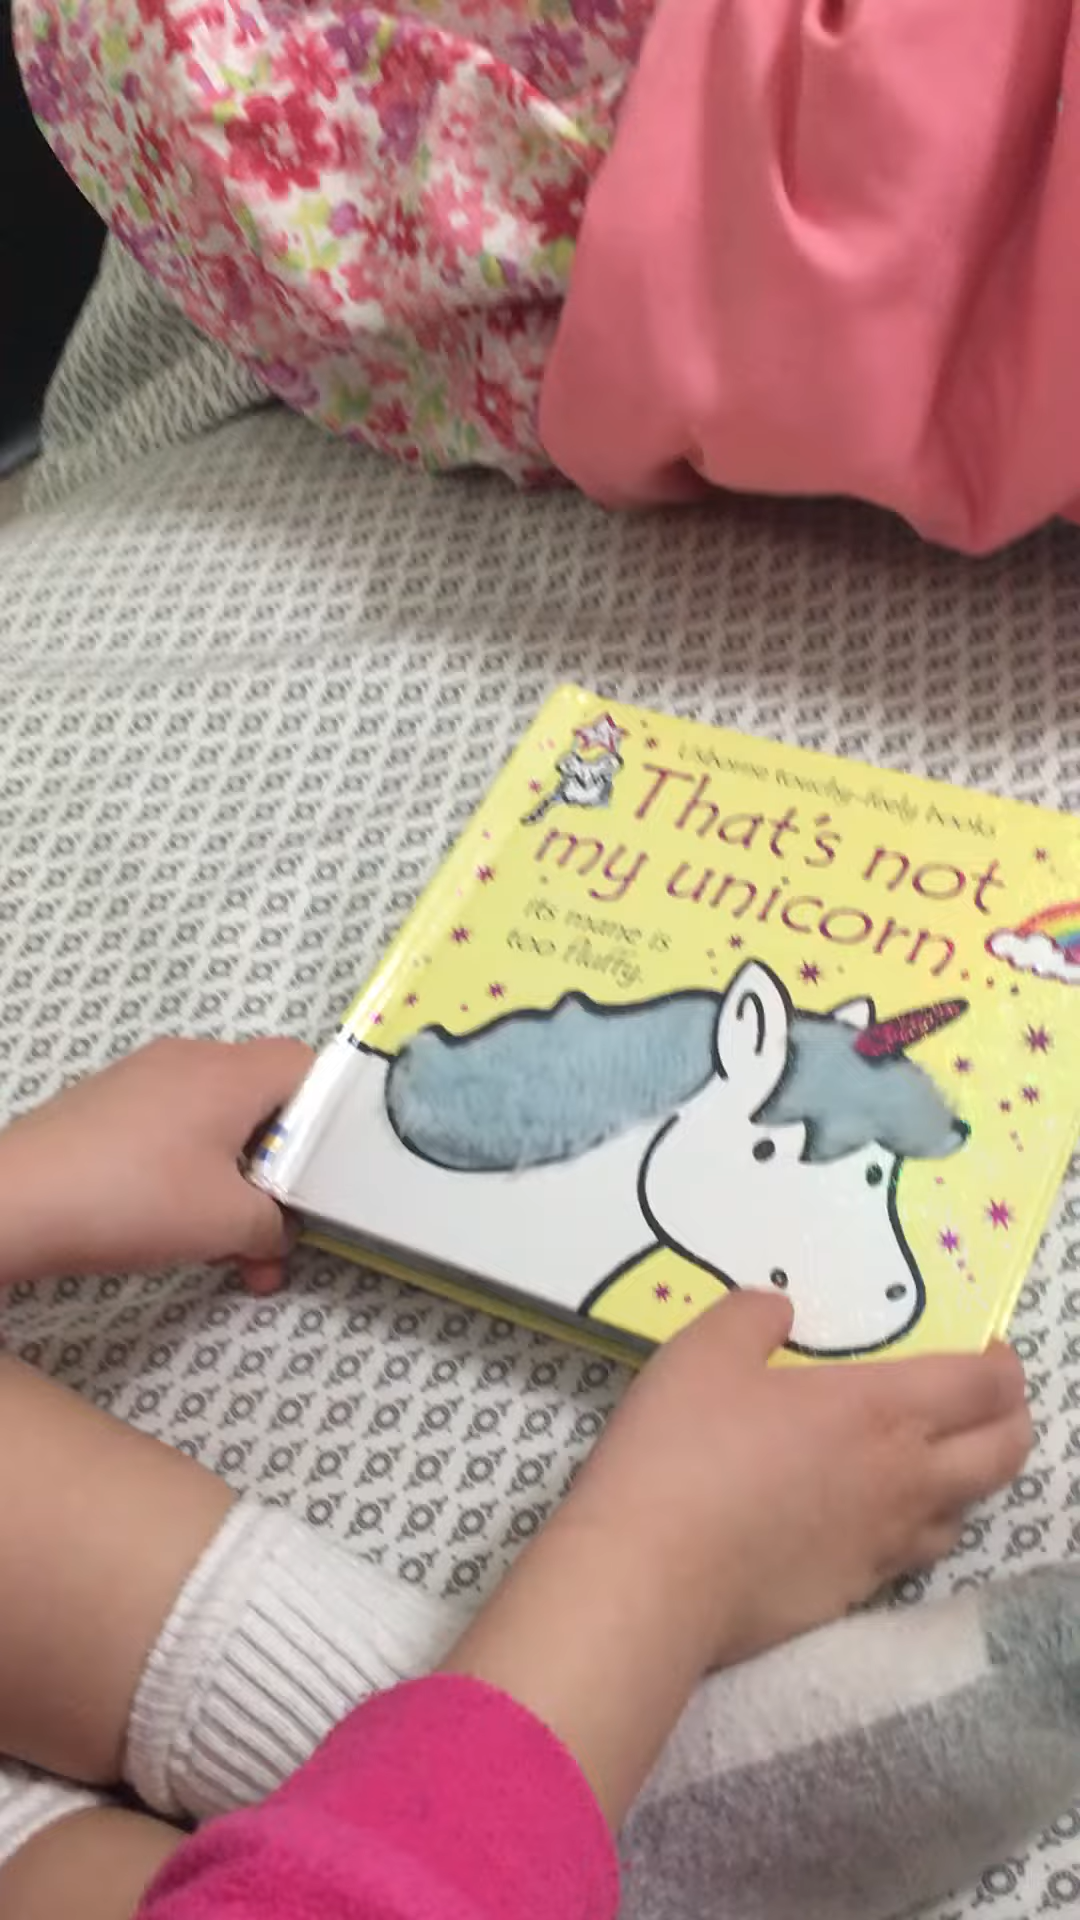 Usborne touchy-feely books
That's not
my unicorn...
Its mane is
too fluffy.